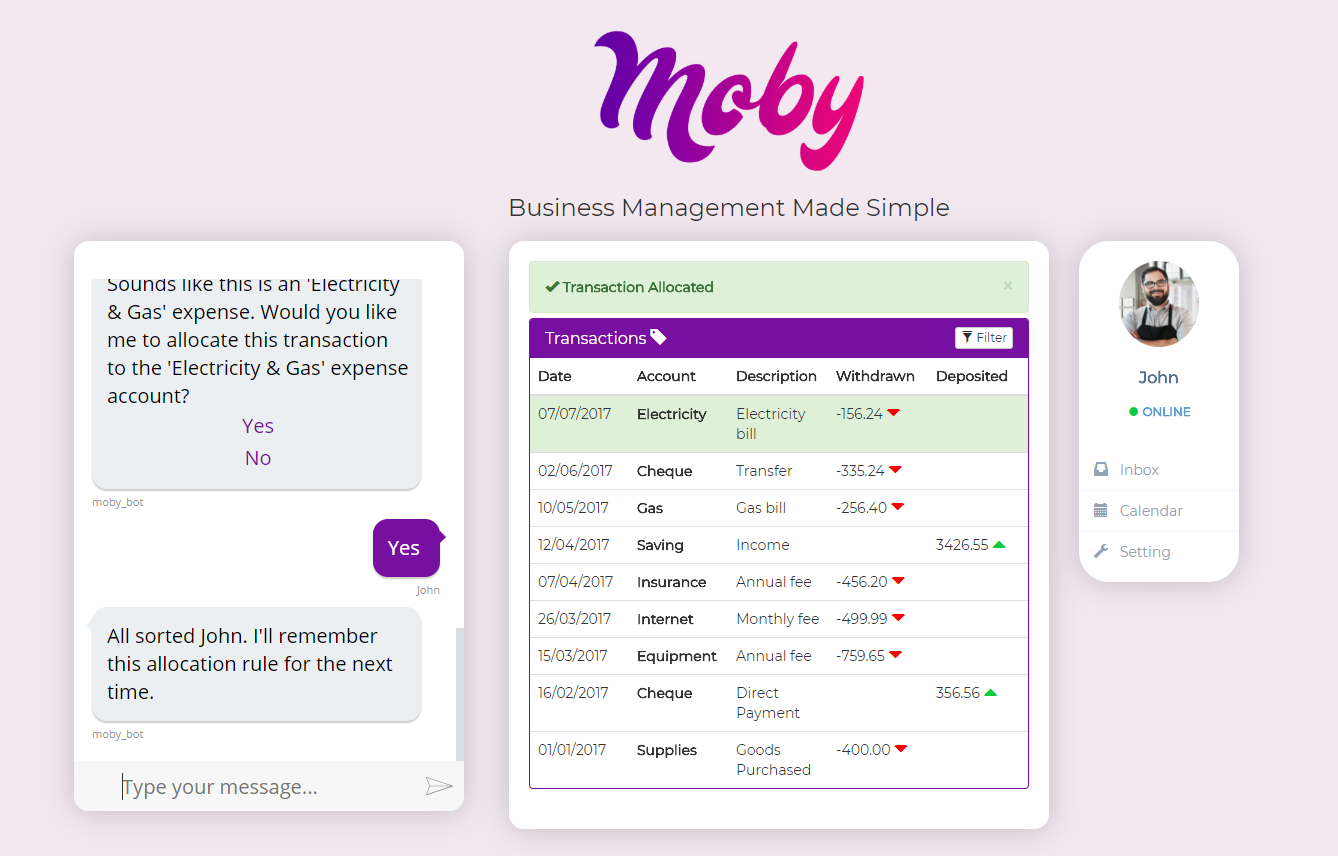 Moby
Business Management Made Simple
Sounds like this is an 'Electricity
& Gas' expense. Would you like
me to allocate this transaction
to the 'Electricity & Gas' expense
account?
Yes
No
moby_bot
Yes
John
All sorted John. I'll remember
this allocation rule for the next
time.
moby_bot
Type your message...
Transaction Allocated ×
Transactions Filter
Date Account Description Withdrawn Deposited
07/07/2017 Electricity Electricity bill -156.24
02/06/2017 Cheque Transfer -335.24
10/05/2017 Gas Gas bill -256.40
12/04/2017 Saving Income 3426.55
07/04/2017 Insurance Annual fee -456.20
26/03/2017 Internet Monthly fee -499.99
15/03/2017 Equipment Annual fee -759.65
16/02/2017 Cheque Direct Payment 356.56
01/01/2017 Supplies Goods Purchased -400.00
John
ONLINE
Inbox
Calendar
Setting